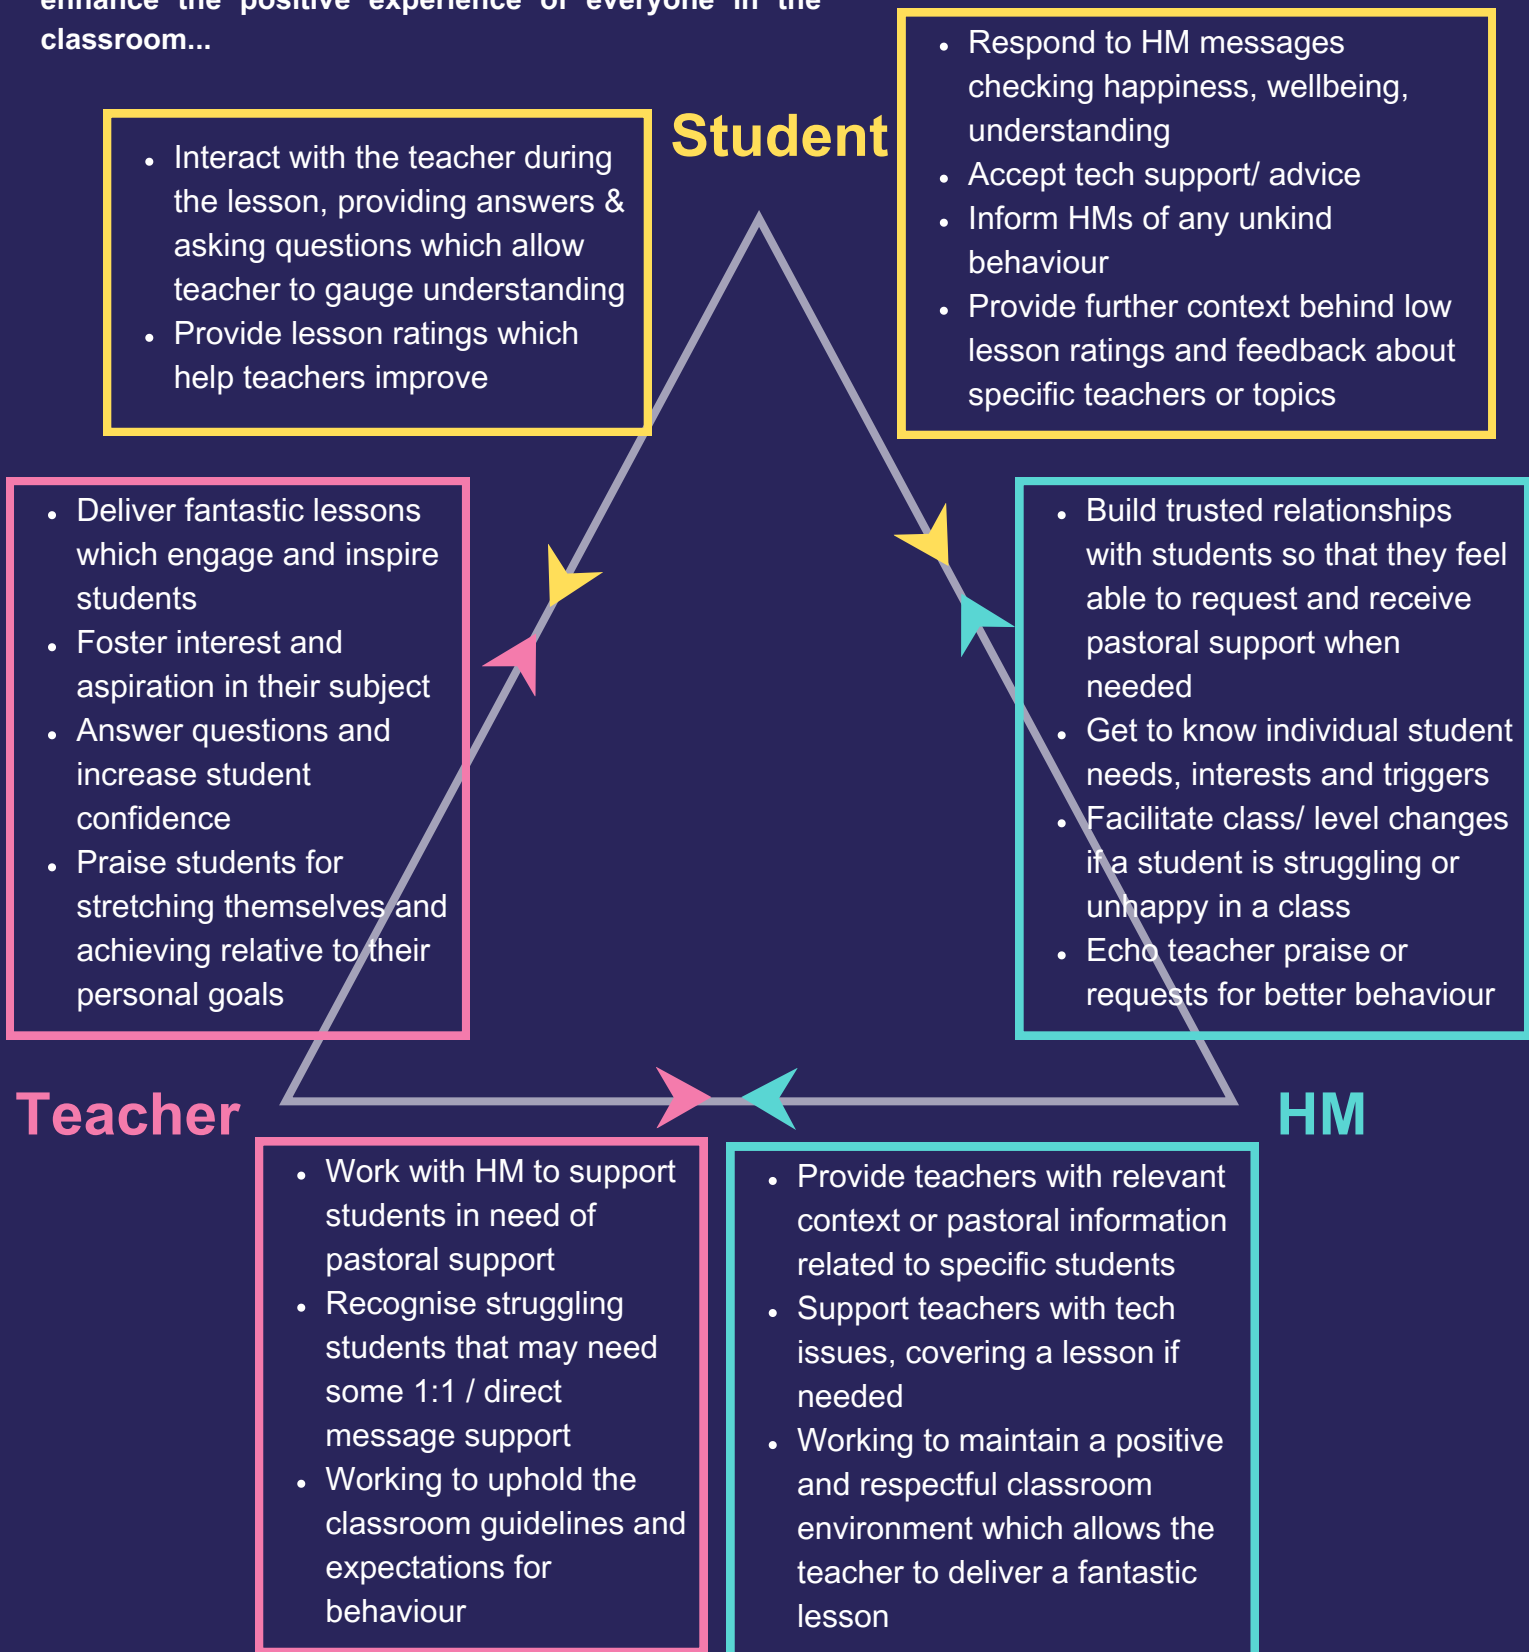 enhance the positive experience of everyone in the
classroom...
Student
• Interact with the teacher during
the lesson, providing answers &
asking questions which allow
teacher to gauge understanding
• Provide lesson ratings which
help teachers improve
• Respond to HM messages
checking happiness, wellbeing,
understanding
• Accept tech support/ advice
• Inform HMs of any unkind
behaviour
• Provide further context behind low
lesson ratings and feedback about
specific teachers or topics
• Deliver fantastic lessons
which engage and inspire
students
• Foster interest and
aspiration in their subject
• Answer questions and
increase student
confidence
• Praise students for
stretching themselves and
achieving relative to their
personal goals
• Build trusted relationships
with students so that they feel
able to request and receive
pastoral support when
needed
• Get to know individual student
needs, interests and triggers
• Facilitate class/ level changes
if a student is struggling or
unhappy in a class
• Echo teacher praise or
requests for better behaviour
Teacher
HM
• Work with HM to support
students in need of
pastoral support
• Recognise struggling
students that may need
some 1:1 / direct
message support
• Working to uphold the
classroom guidelines and
expectations for
behaviour
• Provide teachers with relevant
context or pastoral information
related to specific students
• Support teachers with tech
issues, covering a lesson if
needed
• Working to maintain a positive
and respectful classroom
environment which allows the
teacher to deliver a fantastic
lesson